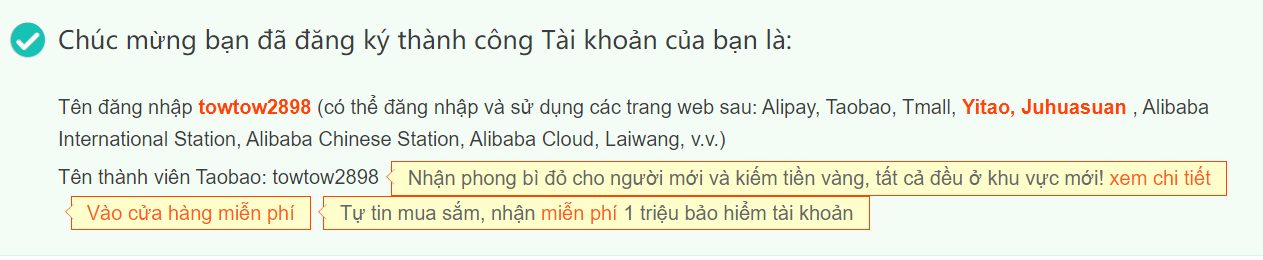 Chúc mừng bạn đã đăng ký thành công Tài khoản của bạn là:
Tên đăng nhập towtow2898 (có thể đăng nhập và sử dụng các trang web sau: Alipay, Taobao, Tmall, Yitao, Juhuasuan , Alibaba
International Station, Alibaba Chinese Station, Alibaba Cloud, Laiwang, v.v.)
Tên thành viên Taobao: towtow2898 Nhận phong bì đỏ cho người mới và kiếm tiền vàng, tất cả đều ở khu vực mới! xem chi tiết
Vào cửa hàng miễn phí Tự tin mua sắm, nhận miễn phí 1 triệu bảo hiểm tài khoản